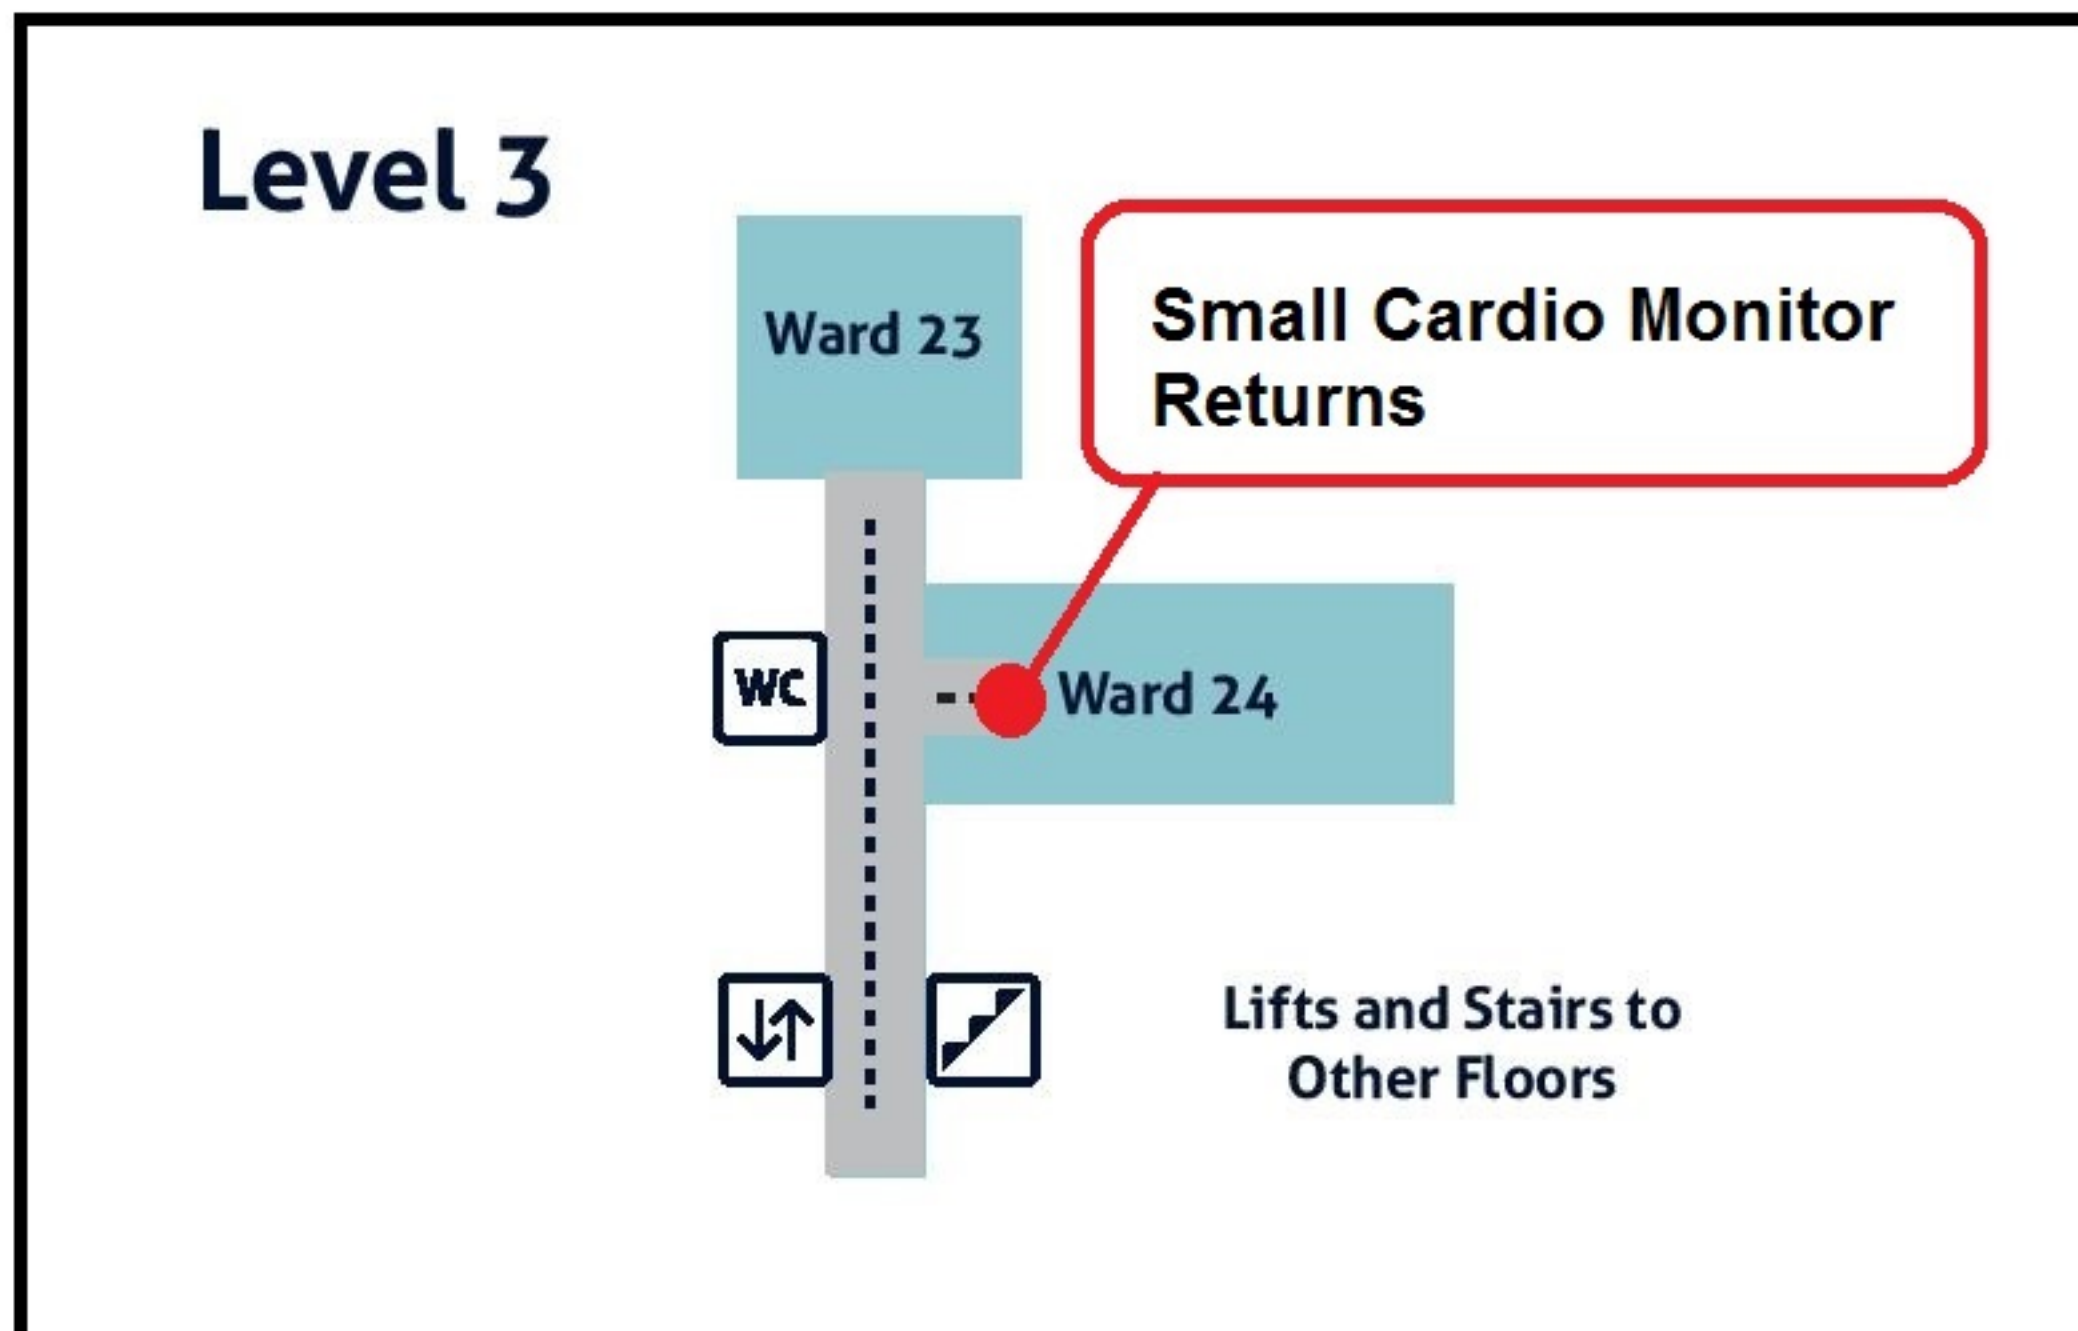 Level 3
Ward 23
Small Cardio Monitor
Returns
WC
Ward 24
Lifts and Stairs to
Other Floors